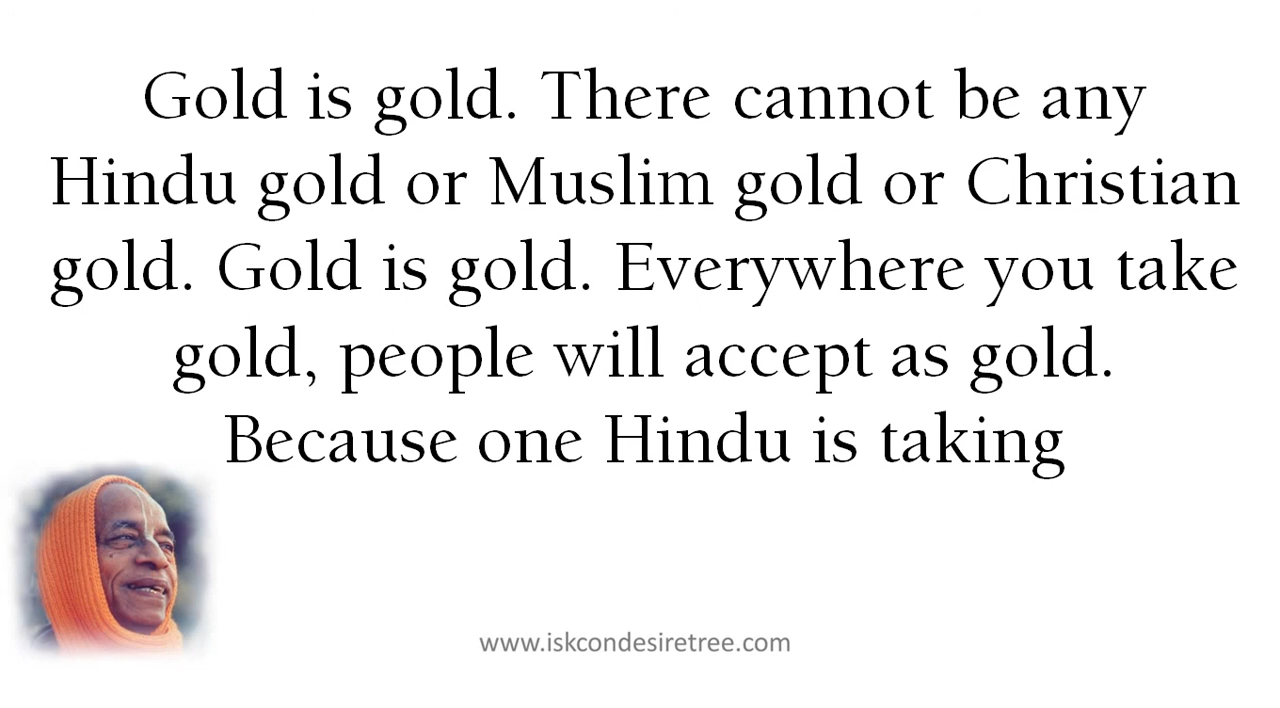 Gold is gold. There cannot be any
Hindu gold or Muslim gold or Christian
gold. Gold is gold. Everywhere you take
gold, people will accept as gold.
Because one Hindu is taking
www.iskcondesiretree.com